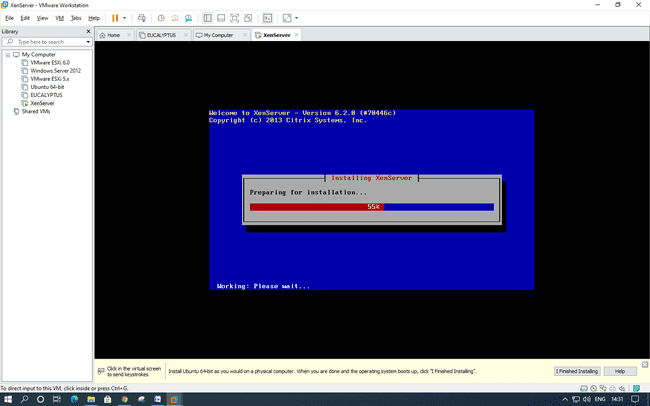 XenServer - VMware Workstation
File Edit View VM Tabs Help
Library
Type here to search
My Computer
VMware ESXi 6.0
Windows Server 2012
VMware ESXi 5.x
Ubuntu 64-bit
EUCALYPTUS
XenServer
Shared VMs
Home EUCALYPTUS My Computer XenServer
Welcome to XenServer - Version 6.2.0 (#70446c)
Copyright (c) 2013 Citrix Systems, Inc.
Installing XenServer
Preparing for installation...
55%
Working: Please wait...
Click in the virtual screen
to send keystrokes
Install Ubuntu 64-bit as you would on a physical computer. When you are done and the operating system boots up, click "I Finished Installing".
I Finished Installing
Help
To direct input to this VM, click inside or press Ctrl+G.
ENG 14:31